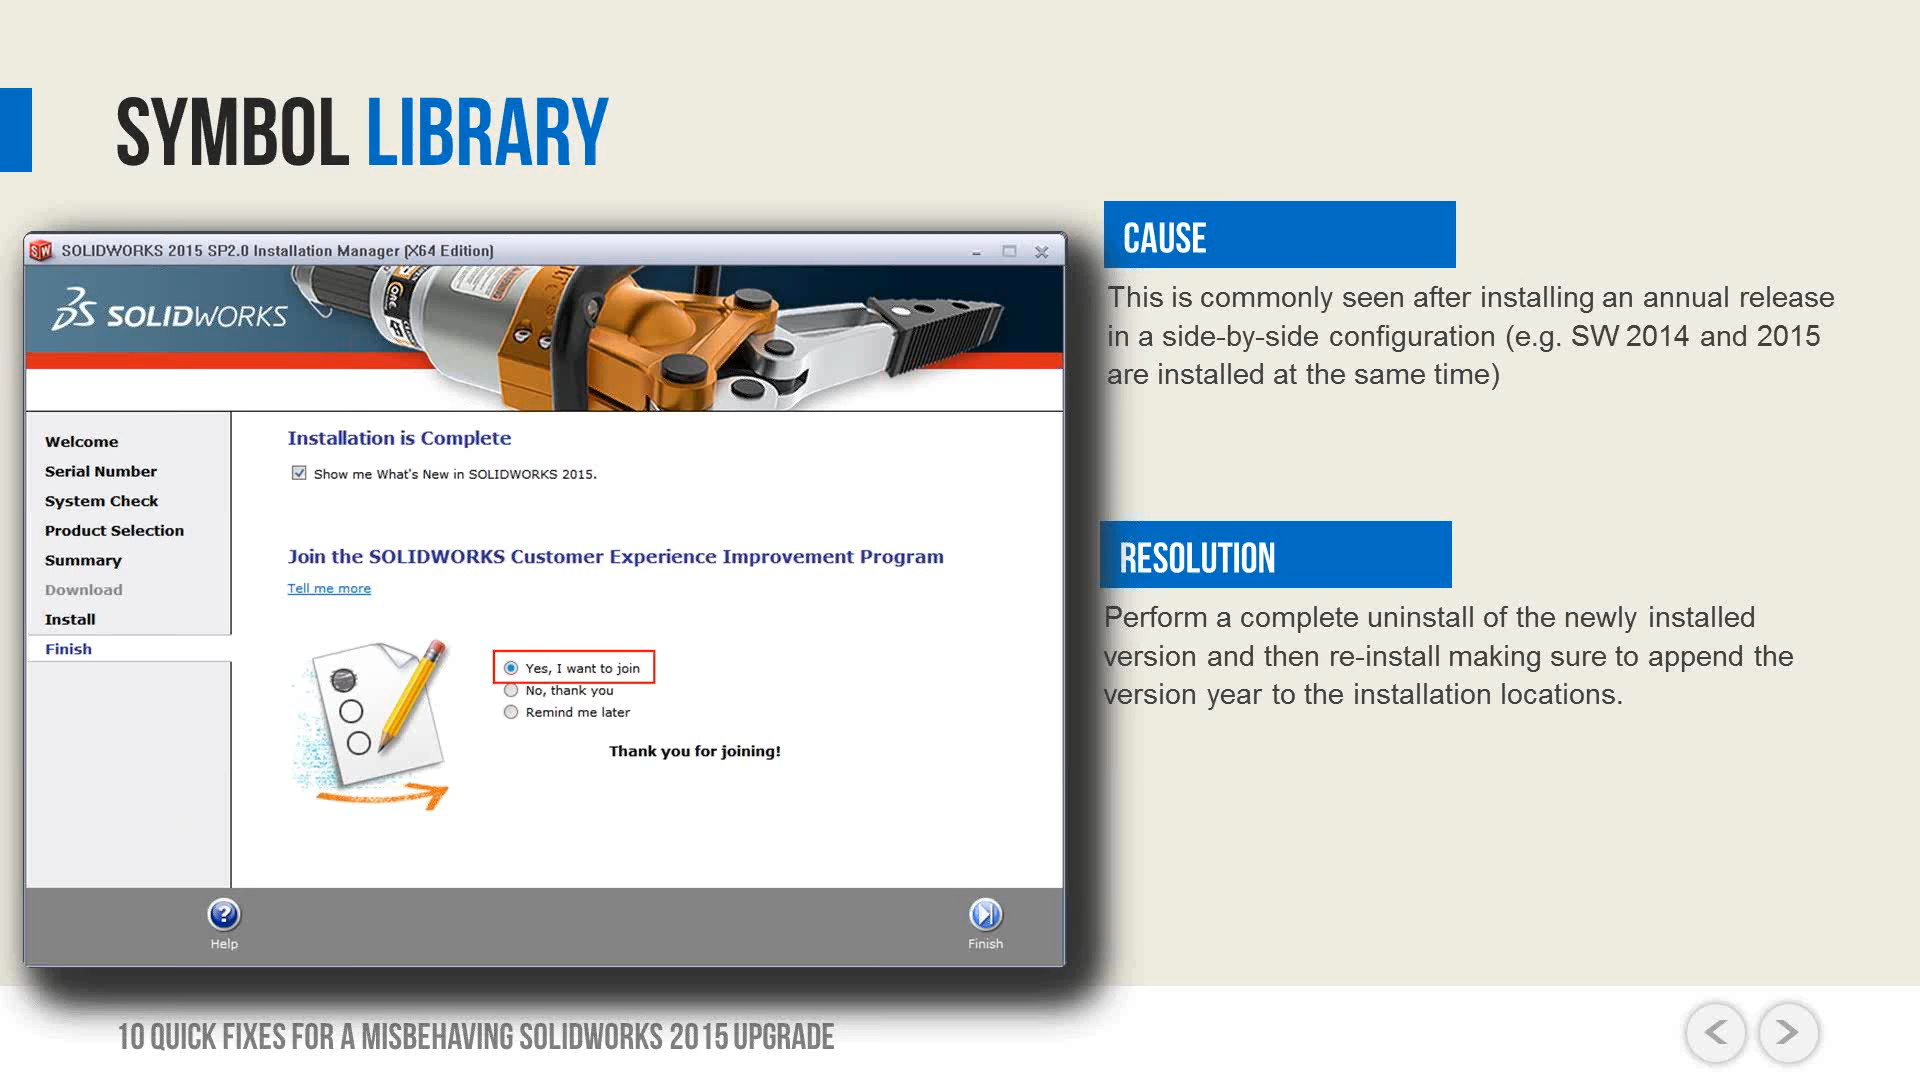 SYMBOL LIBRARY
SOLIDWORKS 2015 SP2.0 Installation Manager (X64 Edition)
SOLIDWORKS
Welcome
Serial Number
System Check
Product Selection
Summary
Download
Install
Finish
Installation is Complete
Show me What's New in SOLIDWORKS 2015.
Join the SOLIDWORKS Customer Experience Improvement Program
Tell me more
Yes, I want to join
No, thank you
Remind me later
Thank you for joining!
Help
Finish
CAUSE
This is commonly seen after installing an annual release
in a side-by-side configuration (e.g. SW 2014 and 2015
are installed at the same time)
RESOLUTION
Perform a complete uninstall of the newly installed
version and then re-install making sure to append the
version year to the installation locations.
10 QUICK FIXES FOR A MISBEHAVING SOLIDWORKS 2015 UPGRADE